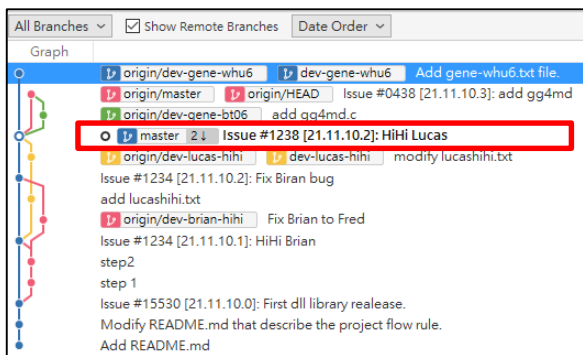 All Branches Show Remote Branches Date Order
Graph
origin/dev-gene-whu6 dev-gene-whu6 Add gene-whu6.txt file.
origin/master origin/HEAD Issue #0438 [21.11.10.3]: add gg4md
origin/dev-gene-bt06 add gg4md.c
master 2↓ Issue #1238 [21.11.10.2]: HiHi Lucas
origin/dev-lucas-hihi dev-lucas-hihi modify lucashihi.txt
Issue #1234 [21.11.10.2]: Fix Biran bug
add lucashihi.txt
origin/dev-brian-hihi Fix Brian to Fred
Issue #1234 [21.11.10.1]: HiHi Brian
step2
step 1
Issue #15530 [21.11.10.0]: First dll library realease.
Modify README.md that describe the project flow rule.
Add README.md